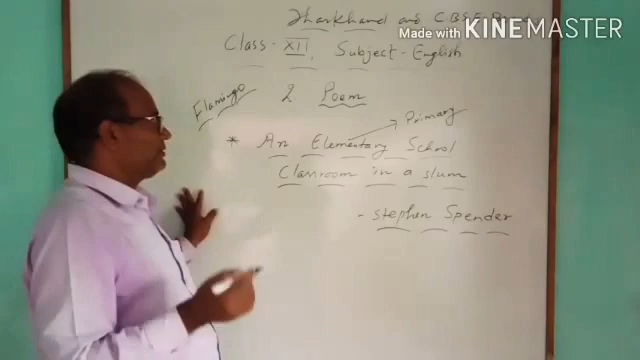 Jharkhand and CBSE
Made with KINEMASTER
Class - XII, Subject - English
Flamingo
2 Poem
Primary
* An Elementary School
Classroom in a slum
- Stephen Spender